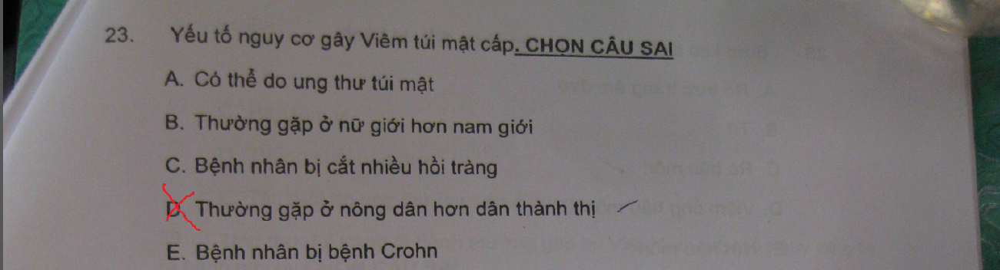 23. Yếu tố nguy cơ gây Viêm túi mật cấp. CHỌN CÂU SAI
A. Có thể do ung thư túi mật
B. Thường gặp ở nữ giới hơn nam giới
C. Bệnh nhân bị cắt nhiều hồi tràng
D. Thường gặp ở nông dân hơn dân thành thị
E. Bệnh nhân bị bệnh Crohn